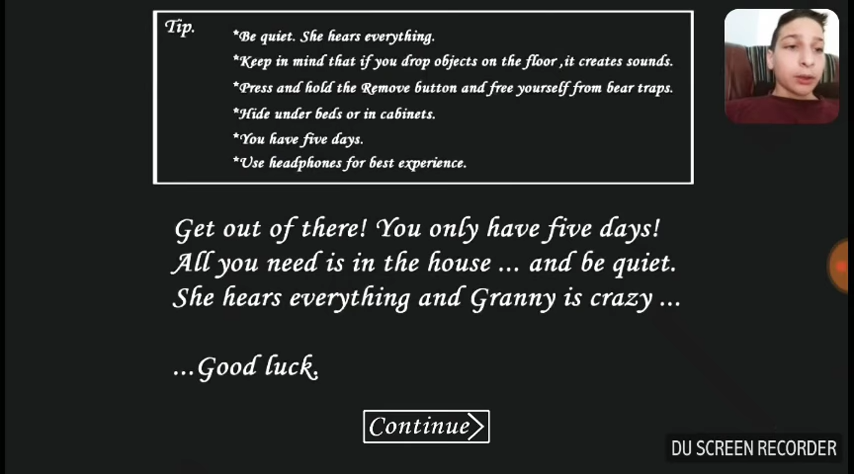 Tip.
*Be quiet. She hears everything.
*Keep in mind that if you drop objects on the floor ,it creates sounds.
*Press and hold the Remove button and free yourself from bear traps.
*Hide under beds or in cabinets.
*You have five days.
*Use headphones for best experience.
Get out of there! You only have five days!
All you need is in the house ... and be quiet.
She hears everything and Granny is crazy ...
...Good luck.
Continue
DU SCREEN RECORDER